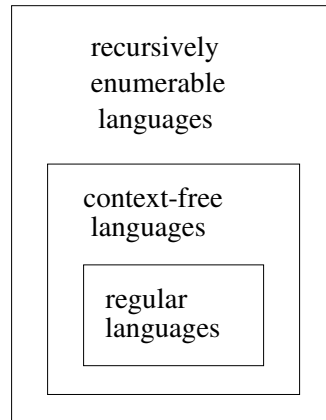 recursively
enumerable
languages
context-free
languages
regular
languages